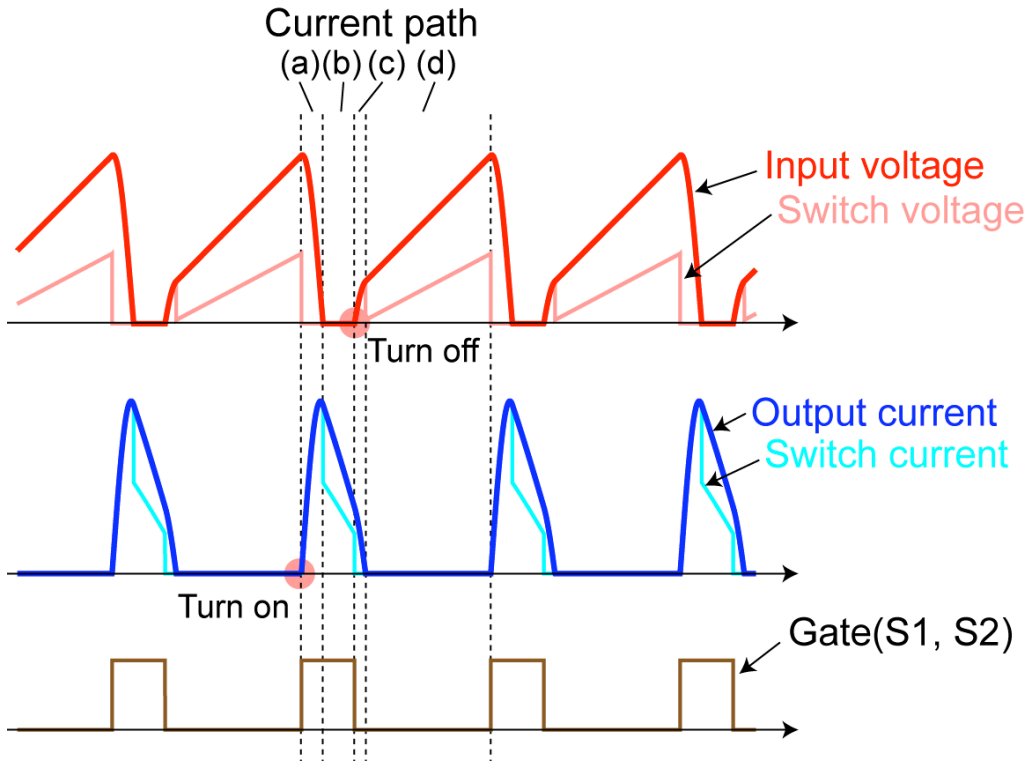 Current path
(a)(b)(c) (d)
Input voltage
Switch voltage
Turn off
Output current
Switch current
Turn on
Gate(S1, S2)